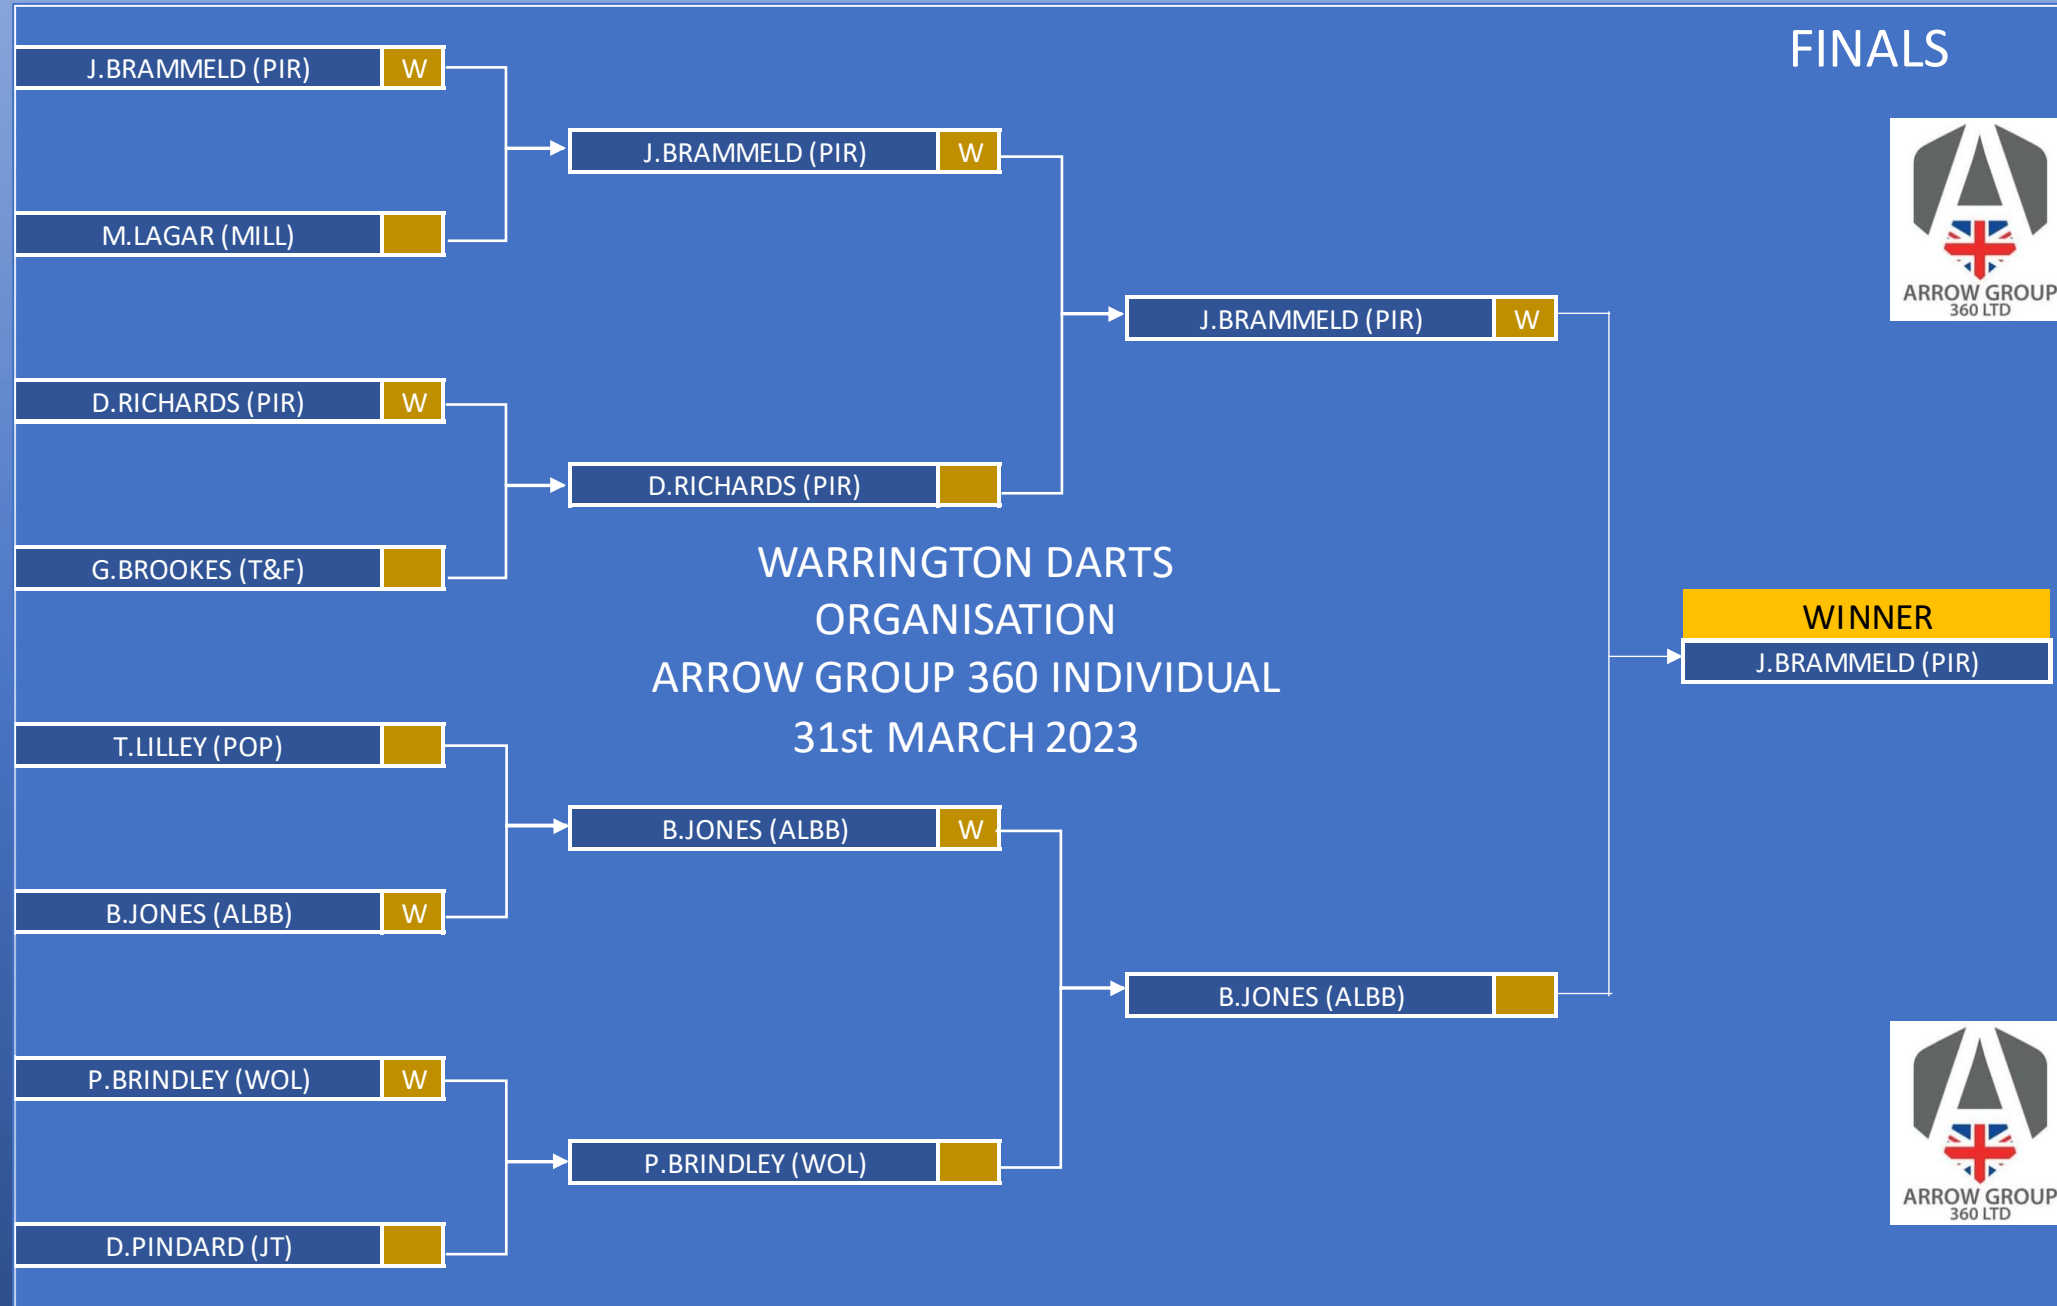 FINALS
J.BRAMMELD (PIR) W
M.LAGAR (MILL)
D.RICHARDS (PIR) W
G.BROOKES (T&F)
T.LILLEY (POP)
B.JONES (ALBB) W
P.BRINDLEY (WOL) W
D.PINDARD (JT)
J.BRAMMELD (PIR) W
D.RICHARDS (PIR)
WARRINGTON DARTS
ORGANISATION
ARROW GROUP 360 INDIVIDUAL
31st MARCH 2023
B.JONES (ALBB) W
P.BRINDLEY (WOL)
J.BRAMMELD (PIR) W
B.JONES (ALBB)
WINNER
J.BRAMMELD (PIR)
ARROW GROUP
360 LTD
ARROW GROUP
360 LTD